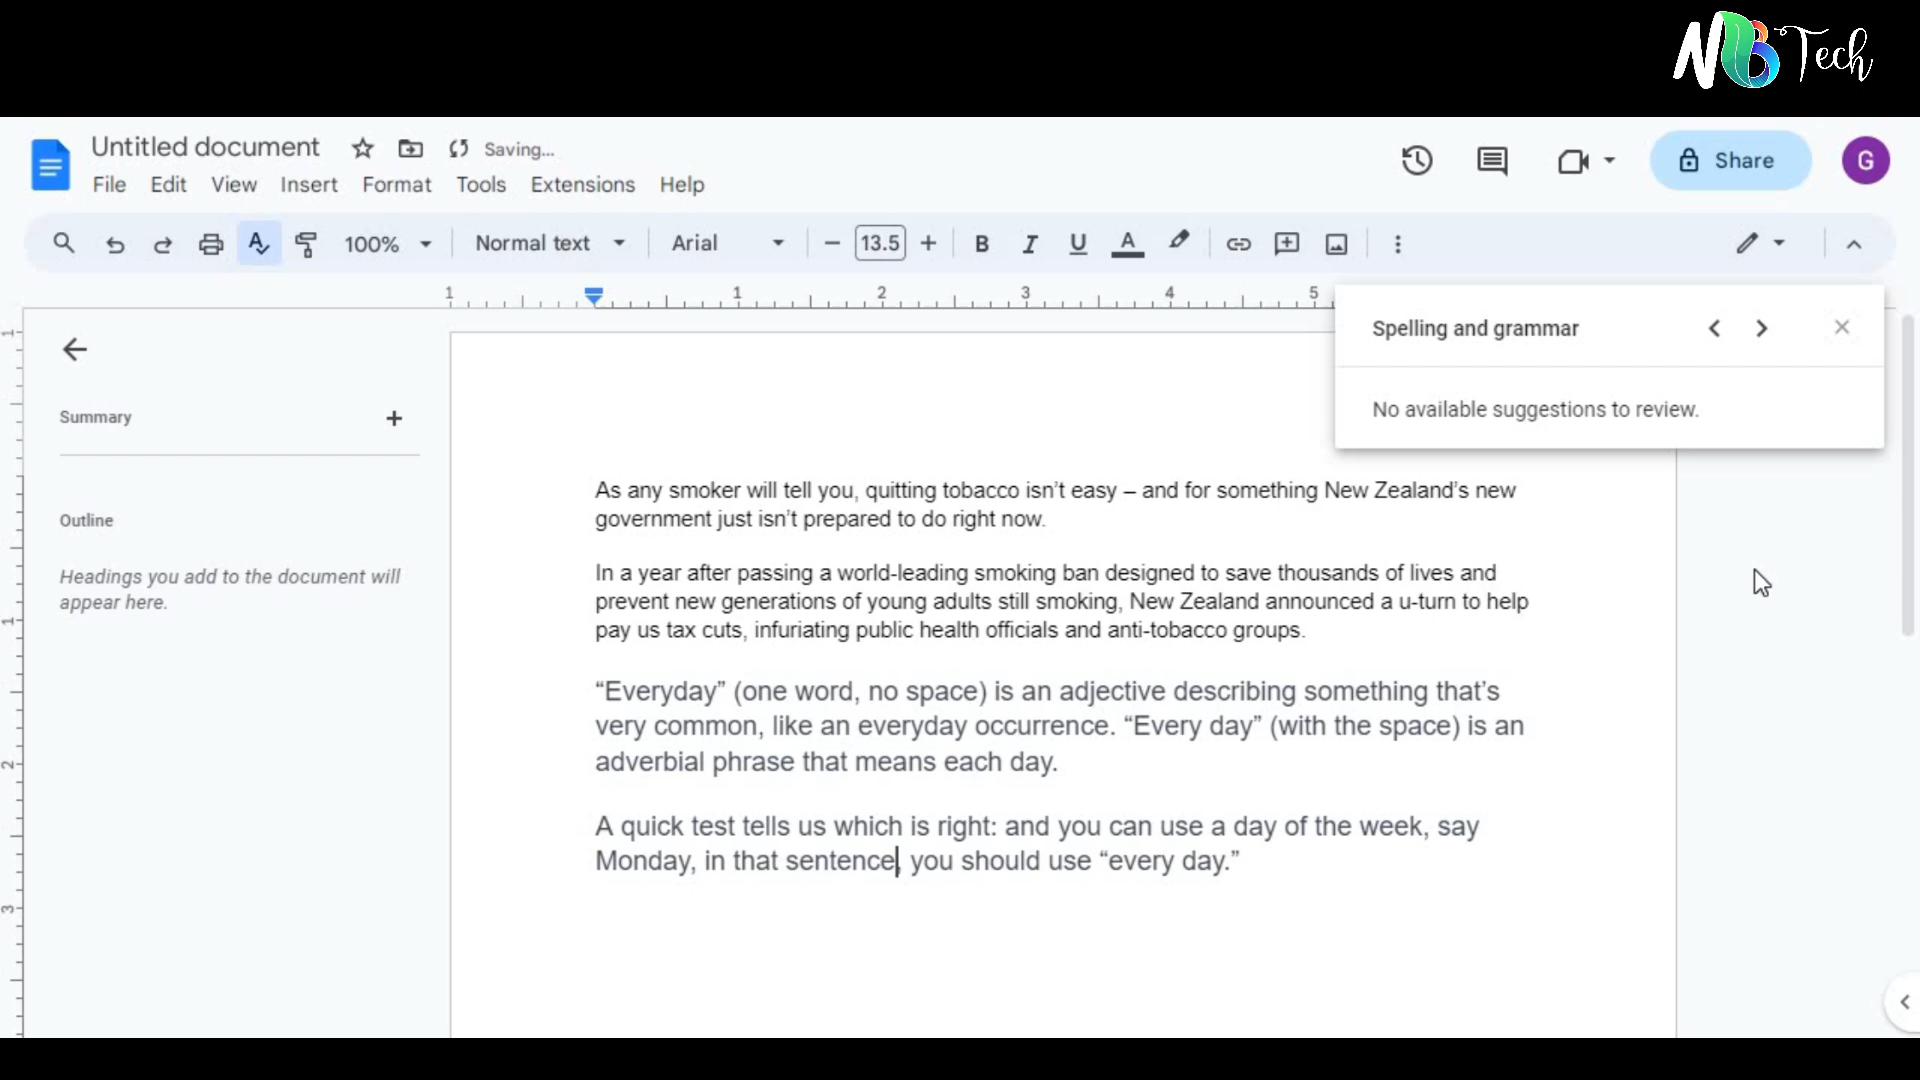 NB Tech
Untitled document Saving...
File Edit View Insert Format Tools Extensions Help
Share
G
100% Normal text Arial 13.5 B I U A
1 1 2 3 4 5
Spelling and grammar
No available suggestions to review.
Summary
Outline
Headings you add to the document will
appear here.
1
1
2
3
As any smoker will tell you, quitting tobacco isn’t easy – and for something New Zealand’s new
government just isn’t prepared to do right now.
In a year after passing a world-leading smoking ban designed to save thousands of lives and
prevent new generations of young adults still smoking, New Zealand announced a u-turn to help
pay us tax cuts, infuriating public health officials and anti-tobacco groups.
“Everyday” (one word, no space) is an adjective describing something that’s
very common, like an everyday occurrence. “Every day” (with the space) is an
adverbial phrase that means each day.
A quick test tells us which is right: and you can use a day of the week, say
Monday, in that sentence, you should use “every day.”